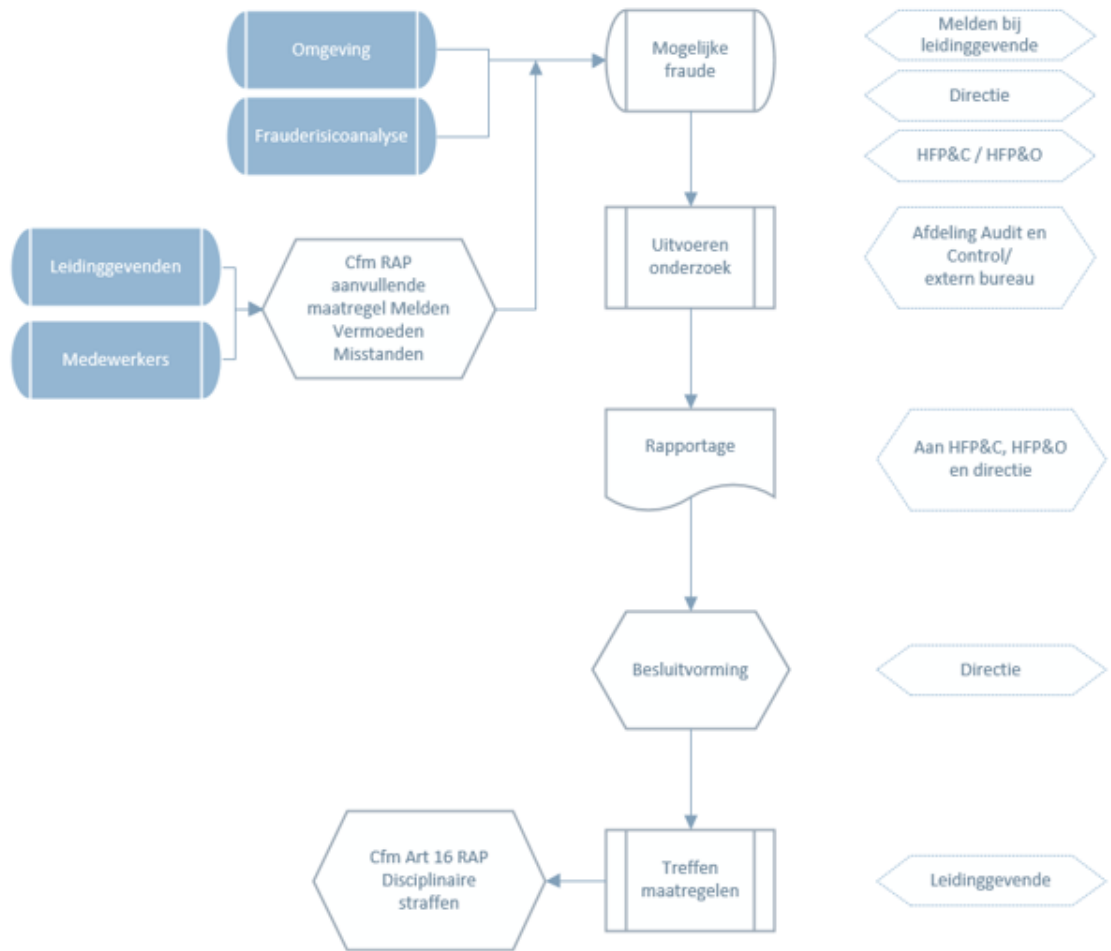 Omgeving
Mogelijke
fraude
Melden bij
leidinggevende
Directie
Frauderisicoanalyse
HFP&C / HFP&O
Leidinggevenden
Cfm RAP
aanvullende
maatregel Melden
Vermoeden
Misstanden
Medewerkers
Uitvoeren
onderzoek
Afdeling Audit en
Control/
extern bureau
Rapportage
Aan HFP&C, HFP&O
en directie
Besluitvorming
Directie
Cfm Art 16 RAP
Disciplinaire
straffen
Treffen
maatregelen
Leidinggevende